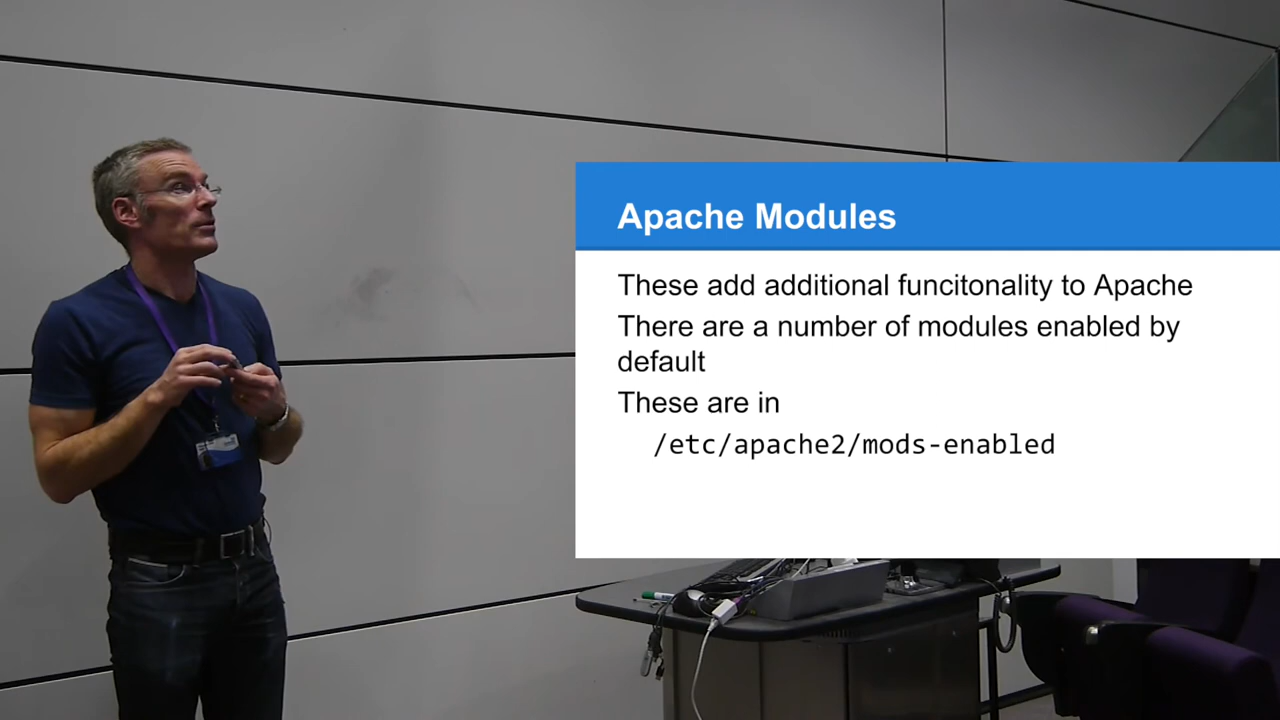 Apache Modules
These add additional funcitonality to Apache
There are a number of modules enabled by
default
These are in
/etc/apache2/mods-enabled